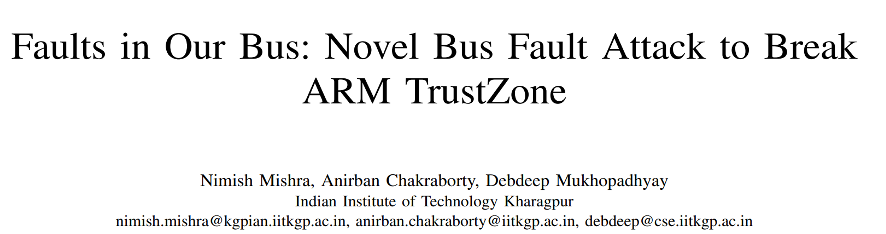 Faults in Our Bus: Novel Bus Fault Attack to Break
ARM TrustZone
Nimish Mishra, Anirban Chakraborty, Debdeep Mukhopadhyay
Indian Institute of Technology Kharagpur
nimish.mishra@kgpian.iitkgp.ac.in, anirban.chakraborty@iitkgp.ac.in, debdeep@cse.iitkgp.ac.in